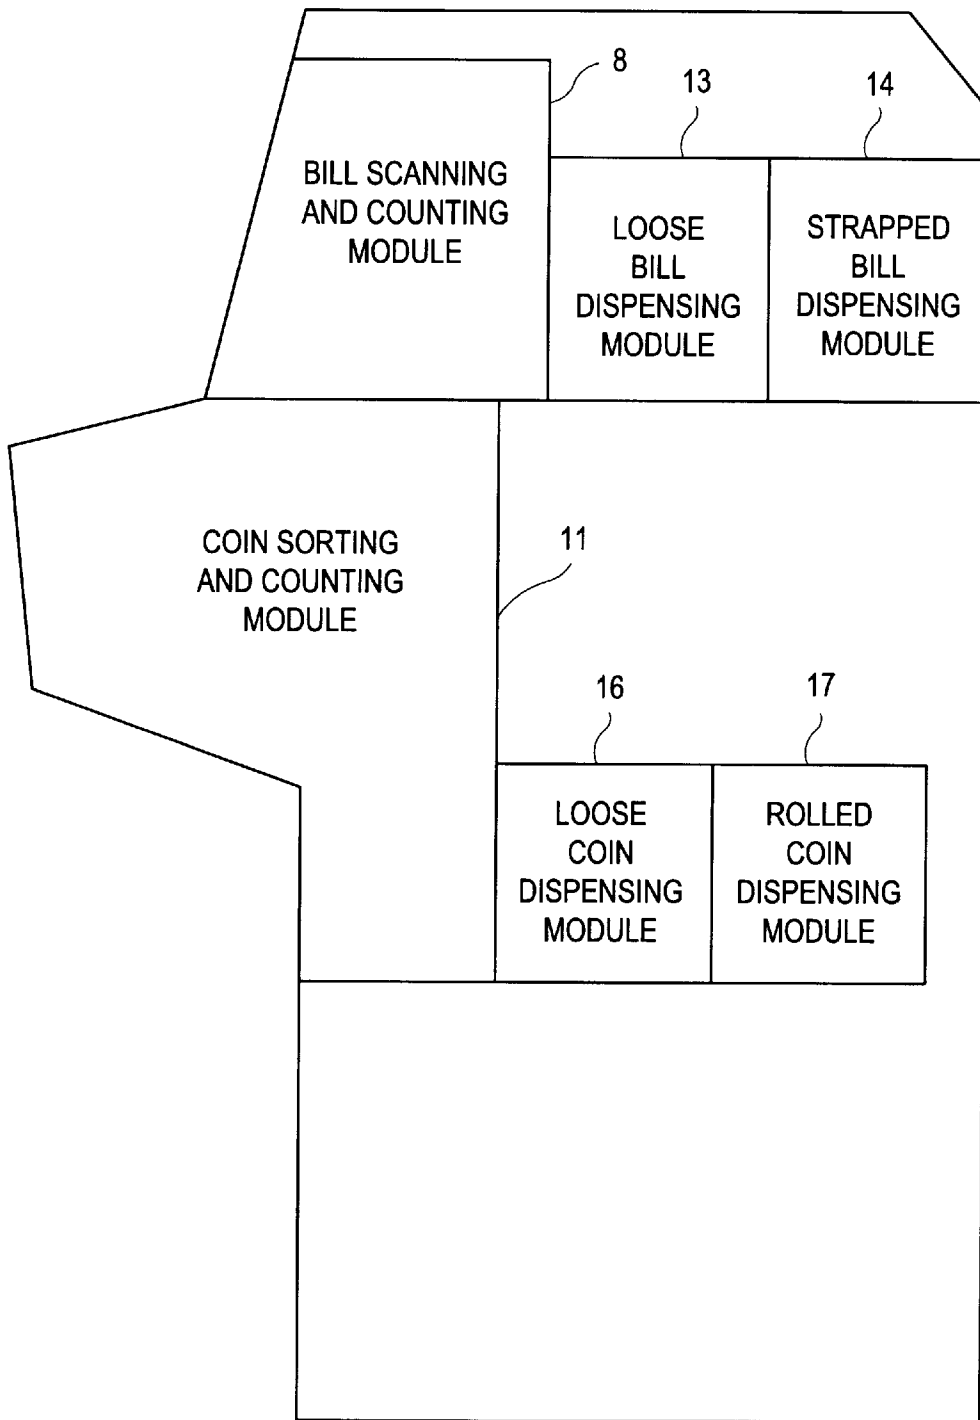 8
13
14
BILL SCANNING
AND COUNTING
MODULE
LOOSE
BILL
DISPENSING
MODULE
STRAPPED
BILL
DISPENSING
MODULE
COIN SORTING
AND COUNTING
MODULE
11
16
17
LOOSE
COIN
DISPENSING
MODULE
ROLLED
COIN
DISPENSING
MODULE